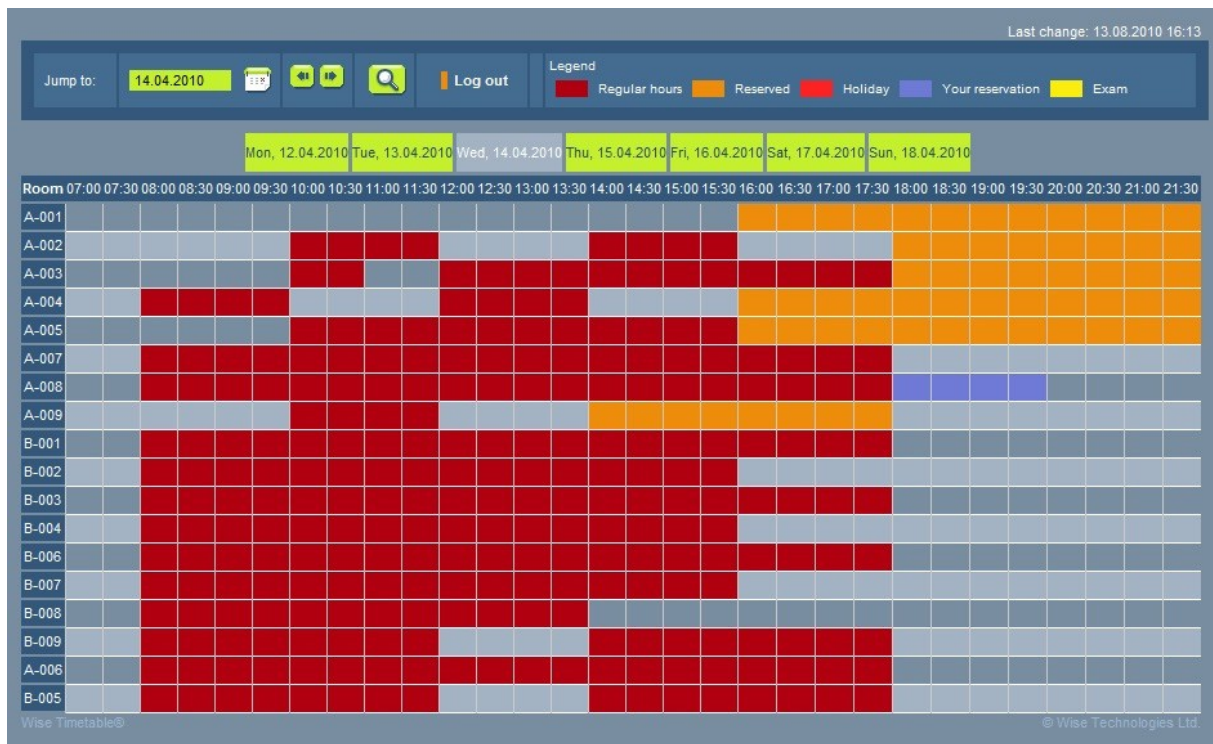 Last change: 13.08.2010 16:13
Jump to: 14.04.2010 Log out
Legend
Regular hours Reserved Holiday Your reservation Exam
Mon, 12.04.2010 Tue, 13.04.2010 Wed, 14.04.2010 Thu, 15.04.2010 Fri, 16.04.2010 Sat, 17.04.2010 Sun, 18.04.2010
Room 07:00 07:30 08:00 08:30 09:00 09:30 10:00 10:30 11:00 11:30 12:00 12:30 13:00 13:30 14:00 14:30 15:00 15:30 16:00 16:30 17:00 17:30 18:00 18:30 19:00 19:30 20:00 20:30 21:00 21:30
A-001
A-002
A-003
A-004
A-005
A-007
A-008
A-009
B-001
B-002
B-003
B-004
B-006
B-007
B-008
B-009
A-006
B-005
Wise Timetable® © Wise Technologies Ltd.